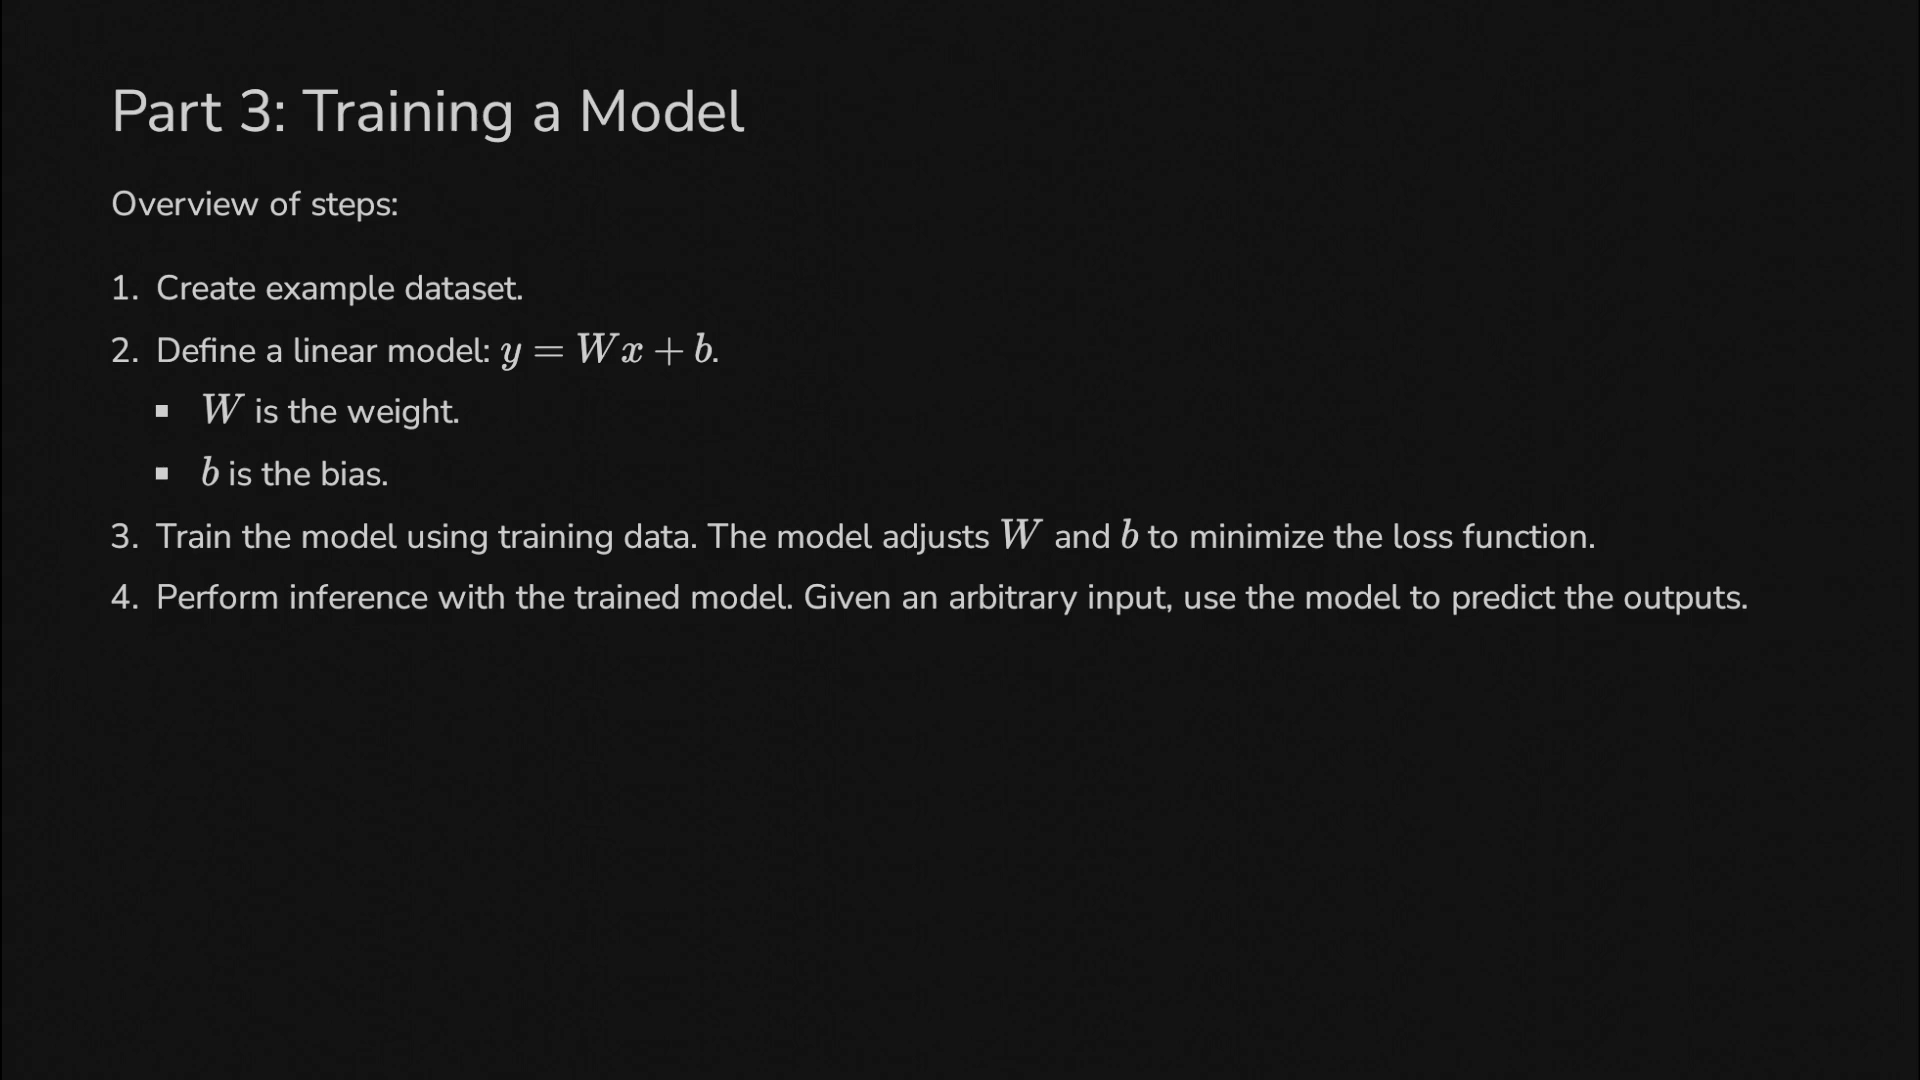 Part 3: Training a Model
Overview of steps:
1. Create example dataset.
2. Define a linear model: y = Wx + b.
▪ W is the weight.
▪ b is the bias.
3. Train the model using training data. The model adjusts W and b to minimize the loss function.
4. Perform inference with the trained model. Given an arbitrary input, use the model to predict the outputs.